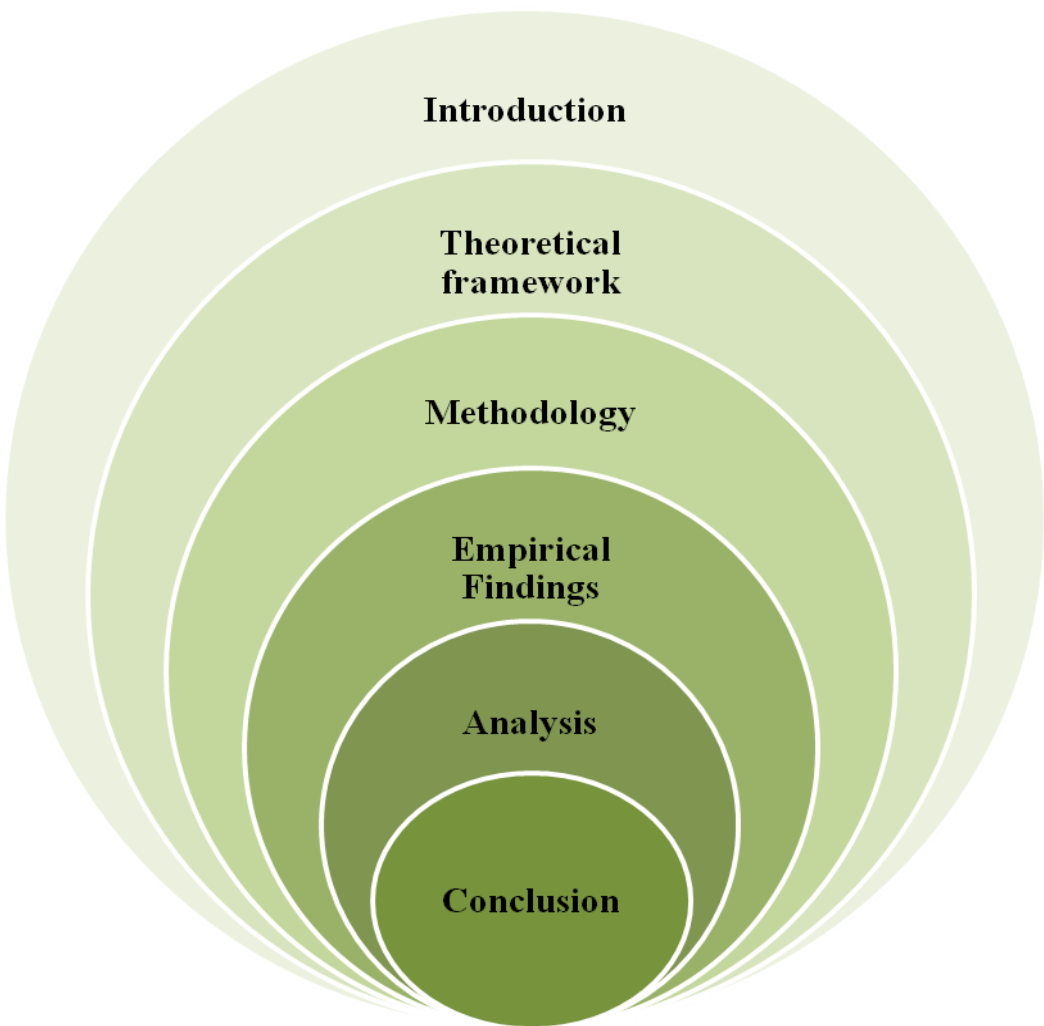 Introduction
Theoretical
framework
Methodology
Empirical
Findings
Analysis
Conclusion